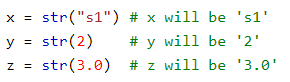 x = str("s1") # x will be 's1'
y = str(2)    # y will be '2'
z = str(3.0)  # z will be '3.0'